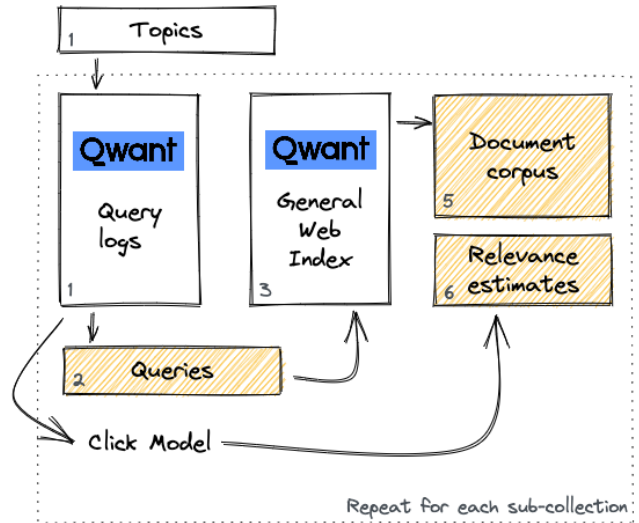 1 Topics
Qwant
Query
logs
1
Qwant
General
Web
Index
3
Document
corpus
5
Relevance
estimates
6
2 Queries
Click Model
Repeat for each sub-collection